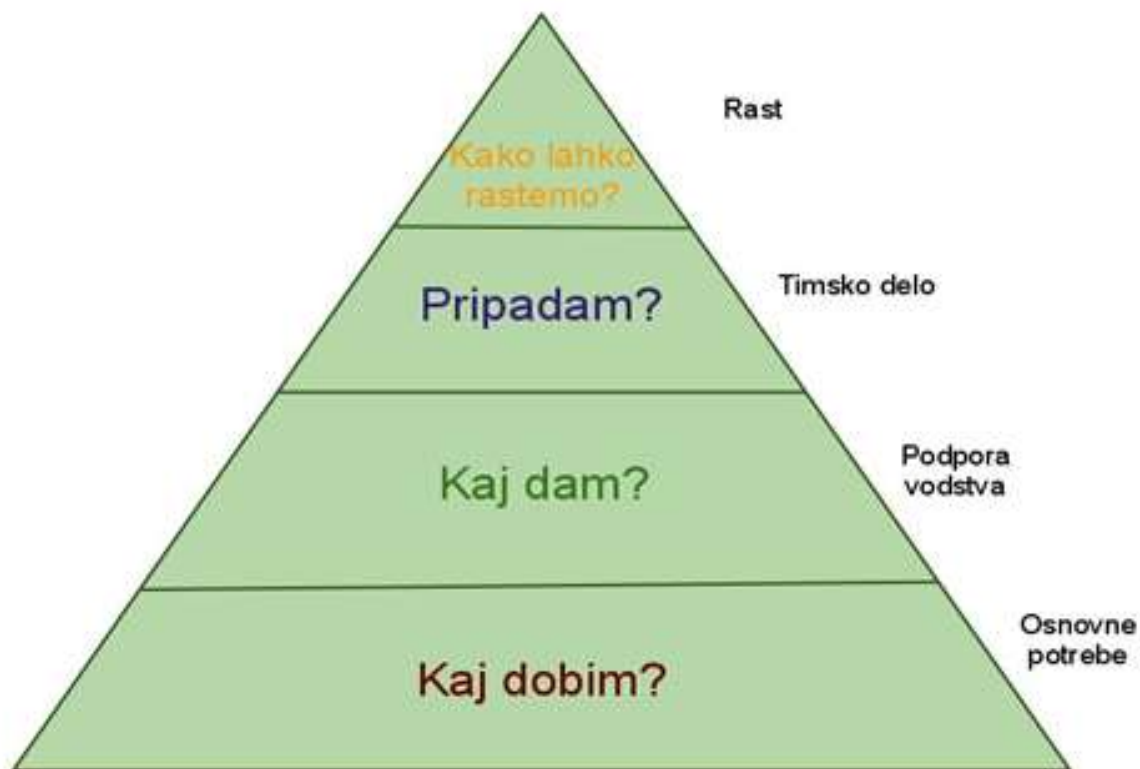 Rast
Kako lahko
rastemo?
Timsko delo
Pripadam?
Podpora
vodstva
Kaj dam?
Osnovne
potrebe
Kaj dobim?